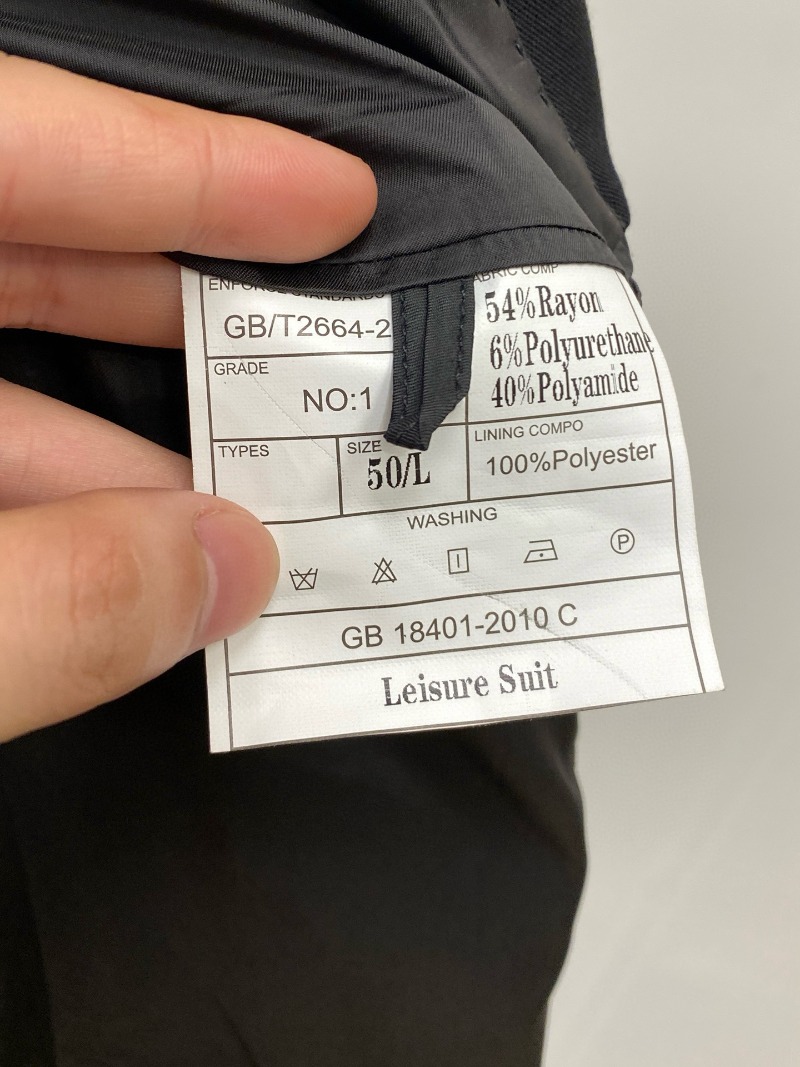 GB/T2664-2
54%Rayon
6%Polyurethane
40%Polyamide
GRADE
NO:1
TYPES
SIZE
50/L
LINING COMPO
100%Polyester
WASHING
P
GB 18401-2010 C
Leisure Suit